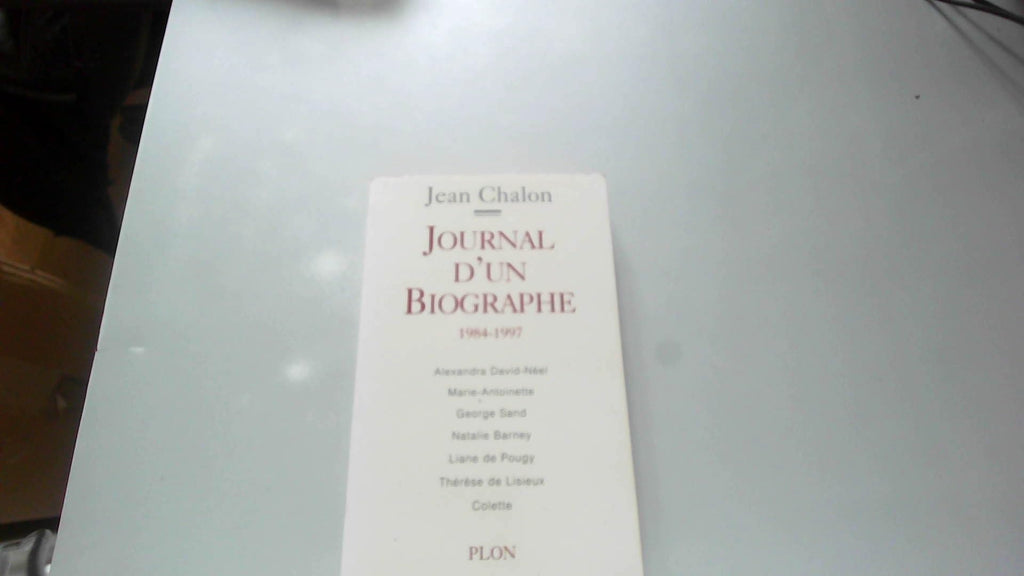 Jean Chalon
JOURNAL
D'UN
BIOGRAPHE
1984-1997
Alexandra David-Néel
Marie-Antoinette
George Sand
Natalie Barney
Liane de Pougy
Thérèse de Lisieux
Colette
PLON